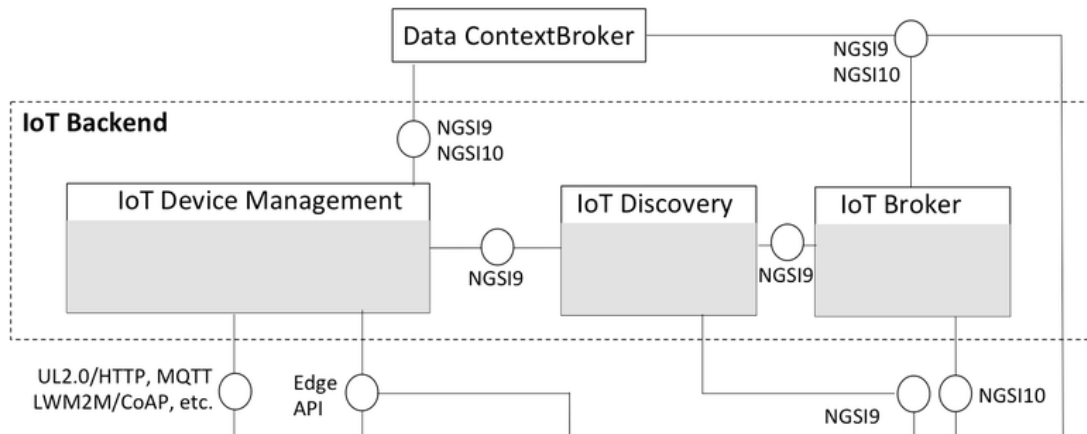 Data ContextBroker
NGSI9
NGSI10
IoT Backend
NGSI9
NGSI10
IoT Device Management
IoT Discovery
IoT Broker
NGSI9
NGSI9
UL2.0/HTTP, MQTT
LWM2M/CoAP, etc.
Edge
API
NGSI9
NGSI10